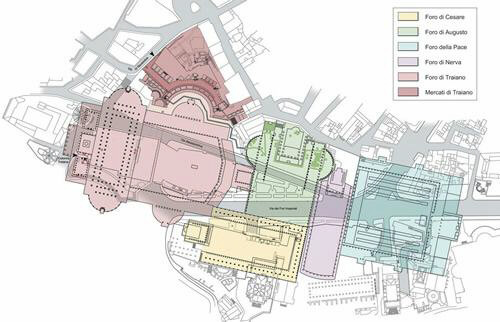 Foro di Cesare
Foro di Augusto
Foro della Pace
Foro di Nerva
Foro di Traiano
Mercati di Traiano
Via dei Fori Imperiali